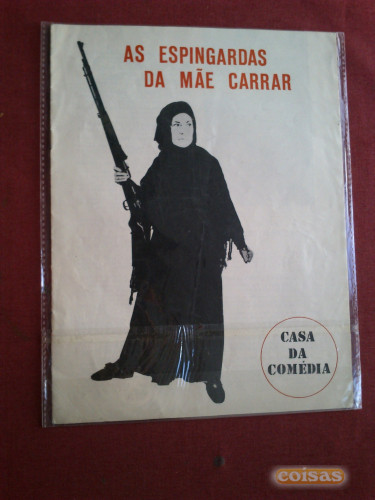 AS ESPINGARDAS
DA MÃE CARRAR
CASA
DA
COMÉDIA
coisas